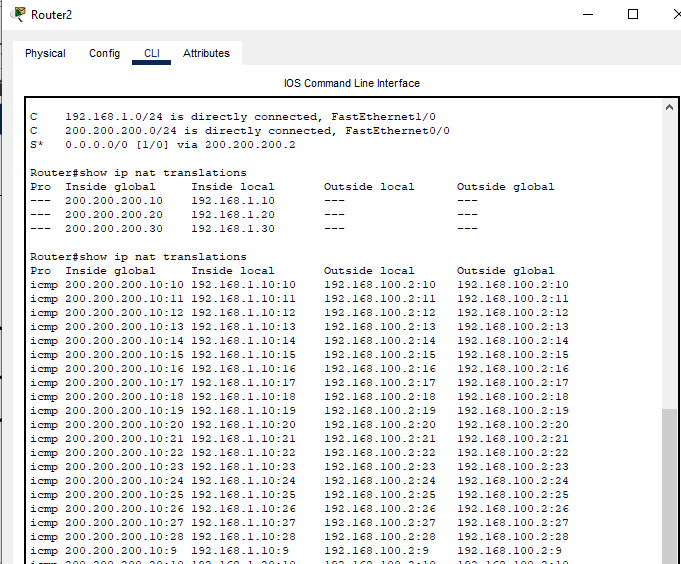 Router2
Physical Config CLI Attributes
IOS Command Line Interface
C 192.168.1.0/24 is directly connected, FastEthernet1/0
C 200.200.200.0/24 is directly connected, FastEthernet0/0
S* 0.0.0.0/0 [1/0] via 200.200.200.2
Router#show ip nat translations
Pro Inside global Inside local Outside local Outside global
--- 200.200.200.10 192.168.1.10 --- ---
--- 200.200.200.20 192.168.1.20 --- ---
--- 200.200.200.30 192.168.1.30 --- ---
Router#show ip nat translations
Pro Inside global Inside local Outside local Outside global
icmp 200.200.200.10:10 192.168.1.10:10 192.168.100.2:10 192.168.100.2:10
icmp 200.200.200.10:11 192.168.1.10:11 192.168.100.2:11 192.168.100.2:11
icmp 200.200.200.10:12 192.168.1.10:12 192.168.100.2:12 192.168.100.2:12
icmp 200.200.200.10:13 192.168.1.10:13 192.168.100.2:13 192.168.100.2:13
icmp 200.200.200.10:14 192.168.1.10:14 192.168.100.2:14 192.168.100.2:14
icmp 200.200.200.10:15 192.168.1.10:15 192.168.100.2:15 192.168.100.2:15
icmp 200.200.200.10:16 192.168.1.10:16 192.168.100.2:16 192.168.100.2:16
icmp 200.200.200.10:17 192.168.1.10:17 192.168.100.2:17 192.168.100.2:17
icmp 200.200.200.10:18 192.168.1.10:18 192.168.100.2:18 192.168.100.2:18
icmp 200.200.200.10:19 192.168.1.10:19 192.168.100.2:19 192.168.100.2:19
icmp 200.200.200.10:20 192.168.1.10:20 192.168.100.2:20 192.168.100.2:20
icmp 200.200.200.10:21 192.168.1.10:21 192.168.100.2:21 192.168.100.2:21
icmp 200.200.200.10:22 192.168.1.10:22 192.168.100.2:22 192.168.100.2:22
icmp 200.200.200.10:23 192.168.1.10:23 192.168.100.2:23 192.168.100.2:23
icmp 200.200.200.10:24 192.168.1.10:24 192.168.100.2:24 192.168.100.2:24
icmp 200.200.200.10:25 192.168.1.10:25 192.168.100.2:25 192.168.100.2:25
icmp 200.200.200.10:26 192.168.1.10:26 192.168.100.2:26 192.168.100.2:26
icmp 200.200.200.10:27 192.168.1.10:27 192.168.100.2:27 192.168.100.2:27
icmp 200.200.200.10:28 192.168.1.10:28 192.168.100.2:28 192.168.100.2:28
icmp 200.200.200.10:9 192.168.1.10:9 192.168.100.2:9 192.168.100.2:9